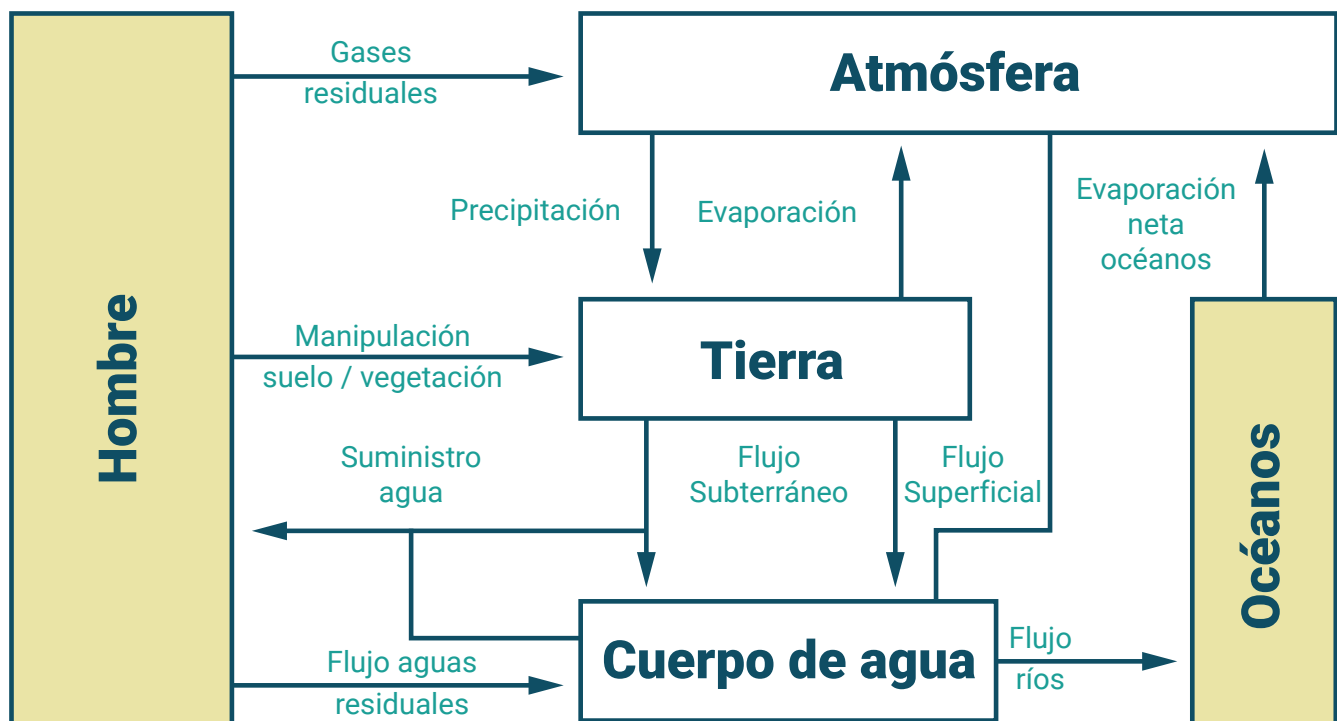 Gases
residuales
Atmósfera
Precipitación
Evaporación
Evaporación
neta
océanos
Hombre
Manipulación
suelo / vegetación
Tierra
Suministro
agua
Flujo
Subterráneo
Flujo
Superficial
Océanos
Flujo aguas
residuales
Cuerpo de agua
Flujo
ríos